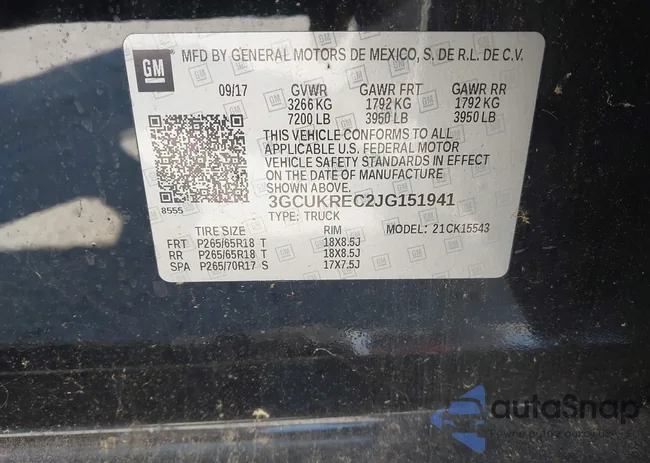 GM
MFD BY GENERAL MOTORS DE MEXICO, S. DE R.L. DE C.V.
09/17 GVWR GAWR FRT GAWR RR
3266 KG 1792 KG 1792 KG
7200 LB 3950 LB 3950 LB
THIS VEHICLE CONFORMS TO ALL
APPLICABLE U.S. FEDERAL MOTOR
VEHICLE SAFETY STANDARDS IN EFFECT
ON THE DATE OF MANUFACTURE
SHOWN ABOVE.
8555
3GCUKREC2JG151941
TYPE: TRUCK MODEL: 21CK15543
TIRE SIZE RIM
FRT P265/65R18 T 18X8.5J
RR P265/65R18 T 18X8.5J
SPA P265/70R17 S 17X7.5J
autoSnap